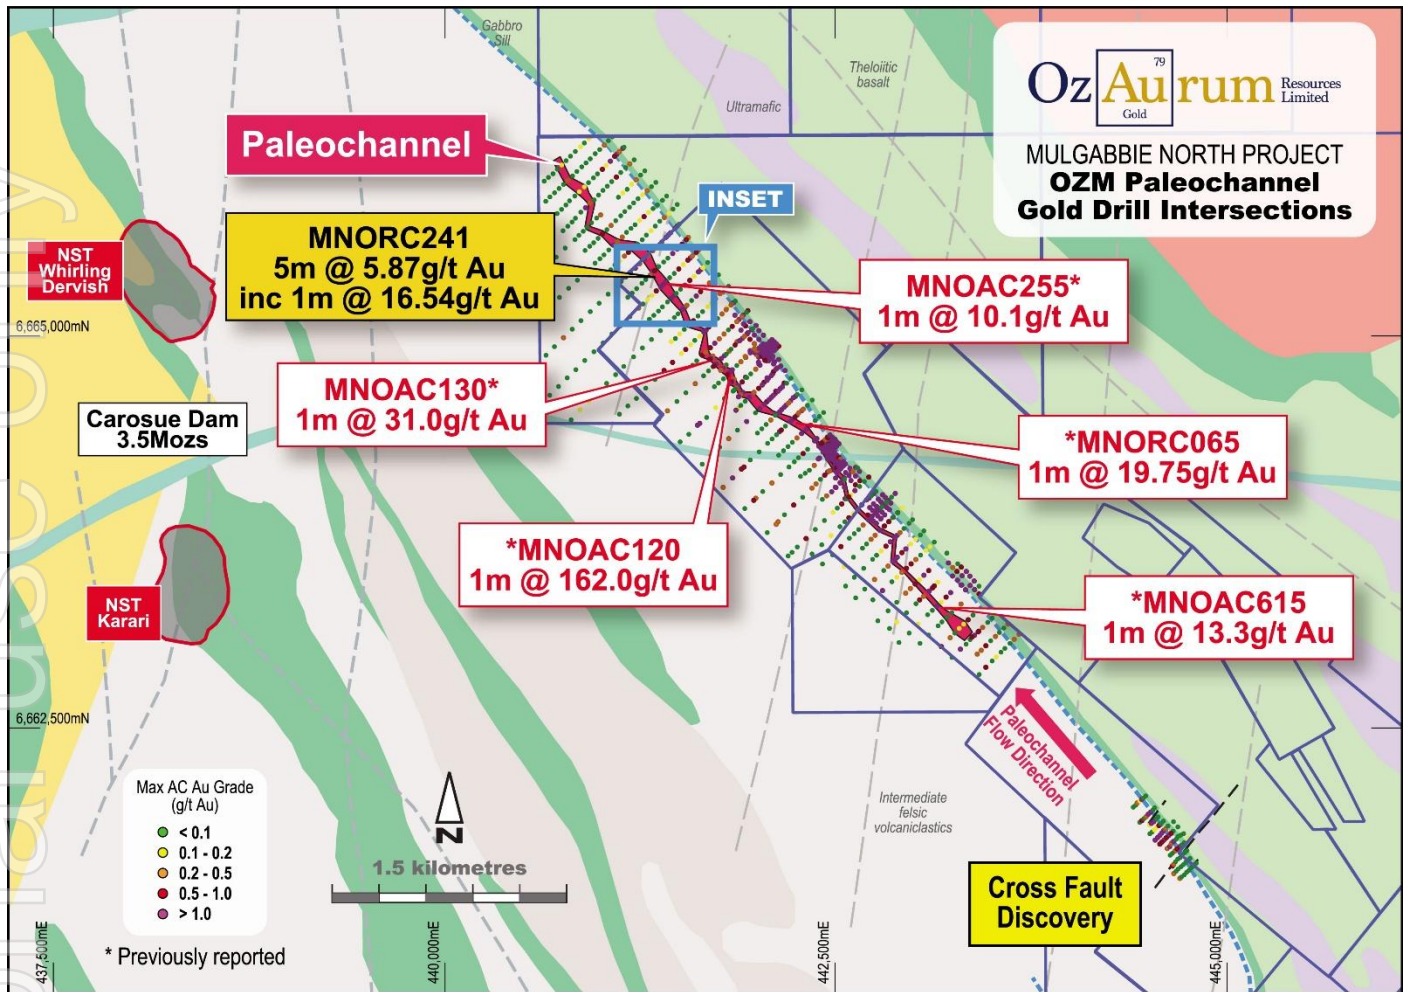 Gabbro
Sill
Theloiitic
basalt
Ultramafic
79
OzAurum Resources
Limited
Gold
MULGABBIE NORTH PROJECT
OZM Paleochannel
Gold Drill Intersections
Paleochannel
INSET
NST
Whirling
Dervish
MNORC241
5m @ 5.87g/t Au
inc 1m @ 16.54g/t Au
MNOAC255*
1m @ 10.1g/t Au
6,665,000mN
MNOAC130*
1m @ 31.0g/t Au
Carosue Dam
3.5Mozs
*MNORC065
1m @ 19.75g/t Au
*MNOAC120
1m @ 162.0g/t Au
NST
Karari
*MNOAC615
1m @ 13.3g/t Au
6,662,500mN
Paleochannel
Flow Direction
Intermediate
felsic
volcaniclastics
Max AC Au Grade
(g/t Au)
< 0.1
0.1 - 0.2
0.2 - 0.5
0.5 - 1.0
> 1.0
* Previously reported
N
1.5 kilometres
Cross Fault
Discovery
437,500mE
440,000mE
442,500mE
445,000mE